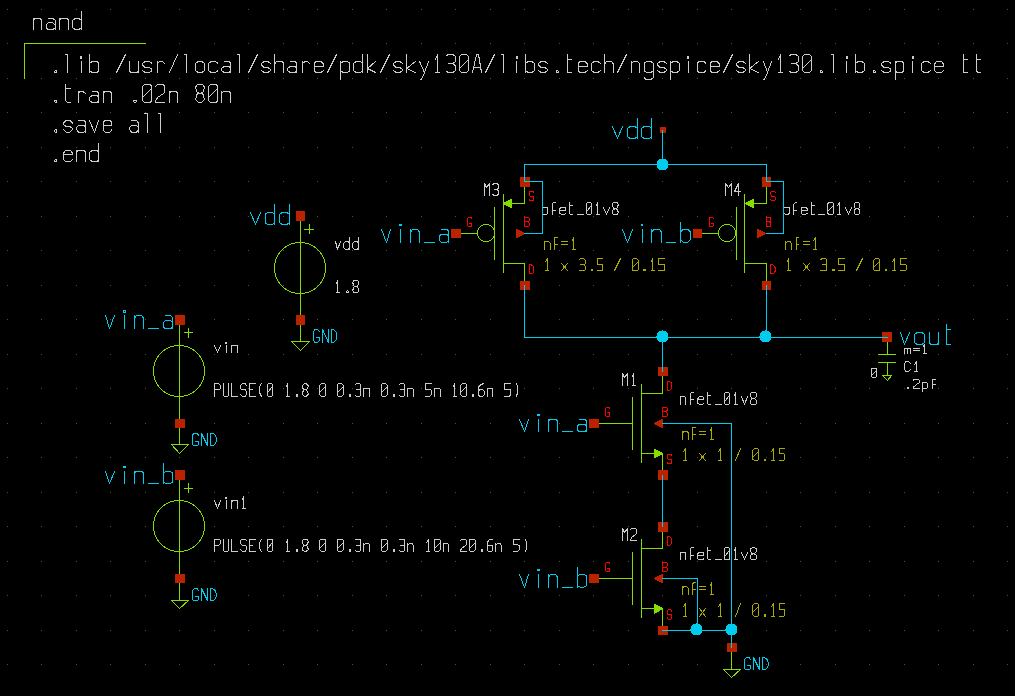 nand
.lib /usr/local/share/pdk/sky130A/libs.tech/ngspice/sky130.lib.spice tt
.tran .02n 80n
.save all
.end
vdd
M3
S
pfet_01v8
G
B
vin_a
nf=1
D
1 x 3.5 / 0.15
M4
S
pfet_01v8
G
B
vin_b
nf=1
D
1 x 3.5 / 0.15
vdd
+
vdd
1.8
GND
vin_a
+
vin
PULSE(0 1.8 0 0.3n 0.3n 5n 10.6n 5)
GND
vin_b
+
vin1
PULSE(0 1.8 0 0.3n 0.3n 10n 20.6n 5)
GND
vout
m=1
C1
0
.2pF
M1
D
nfet_01v8
G
B
vin_a
nf=1
S
1 x 1 / 0.15
M2
D
nfet_01v8
G
B
vin_b
nf=1
S
1 x 1 / 0.15
GND